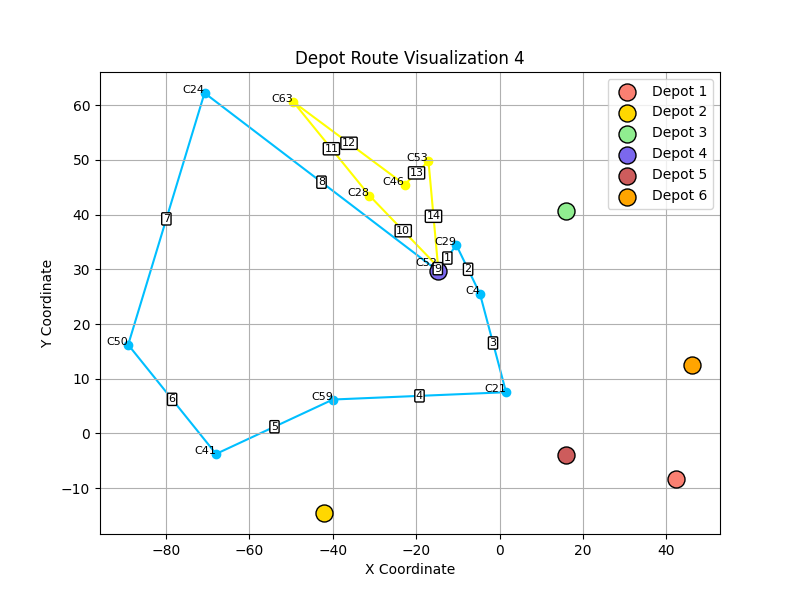 Depot Route Visualization 4
Depot 1
Depot 2
Depot 3
Depot 4
Depot 5
Depot 6
Y Coordinate
60
50
40
30
20
10
0
−10
−80
−60
−40
−20
0
20
40
X Coordinate
C24
C63
C53
C46
C28
C29
C4
C21
C50
C59
C41
1
2
3
4
5
6
7
8
9
10
11
12
13
14